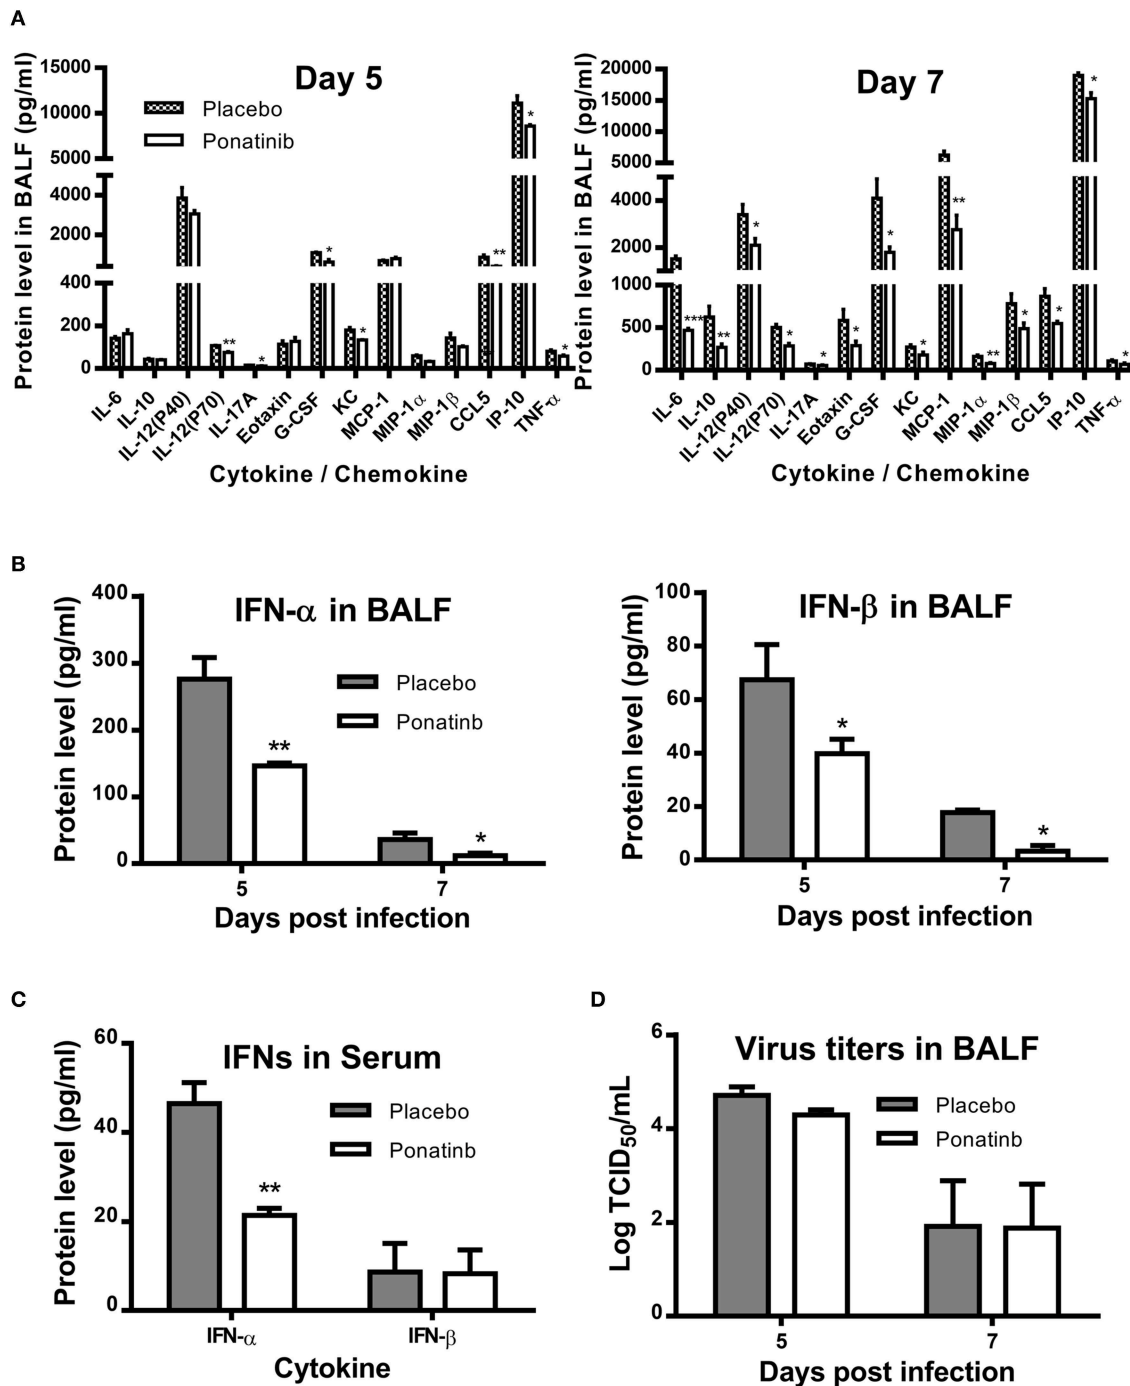 A
Protein level in BALF (pg/ml)
Day 5
Placebo
Ponatinib
15000
10000
5000
4000
2000
400
200
0
* ** * * * ** * *
IL-6 IL-10 IL-12(P40) IL-12(P70) IL-17A Eotaxin G-CSF KC MCP-1 MIP-1α MIP-1β CCL5 IP-10 TNF-α
Cytokine / Chemokine
Protein level in BALF (pg/ml)
Day 7
20000
15000
10000
5000
4000
2000
1000
500
0
*** ** * * * * * * ** ** * * * *
IL-6 IL-10 IL-12(P40) IL-12(P70) IL-17A Eotaxin G-CSF KC MCP-1 MIP-1α MIP-1β CCL5 IP-10 TNF-α
Cytokine / Chemokine
B
Protein level (pg/ml)
IFN-α in BALF
Placebo
Ponatinb
400
300
200
100
0
** *
5 7
Days post infection
Protein level (pg/ml)
IFN-β in BALF
100
80
60
40
20
0
* *
5 7
Days post infection
C
Protein level (pg/ml)
IFNs in Serum
Placebo
Ponatinb
60
40
20
0
**
IFN-α IFN-β
Cytokine
D
Log TCID50/mL
Virus titers in BALF
Placebo
Ponatinb
6
4
2
0
5 7
Days post infection